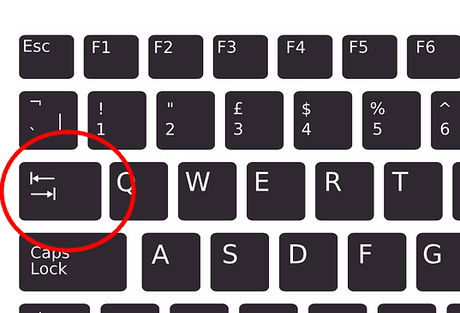 Esc F1 F2 F3 F4 F5 F6
¬ ! " £ $ % ^
` | 1 2 3 4 5 6
Q W E R T
Caps A S D F G
Lock